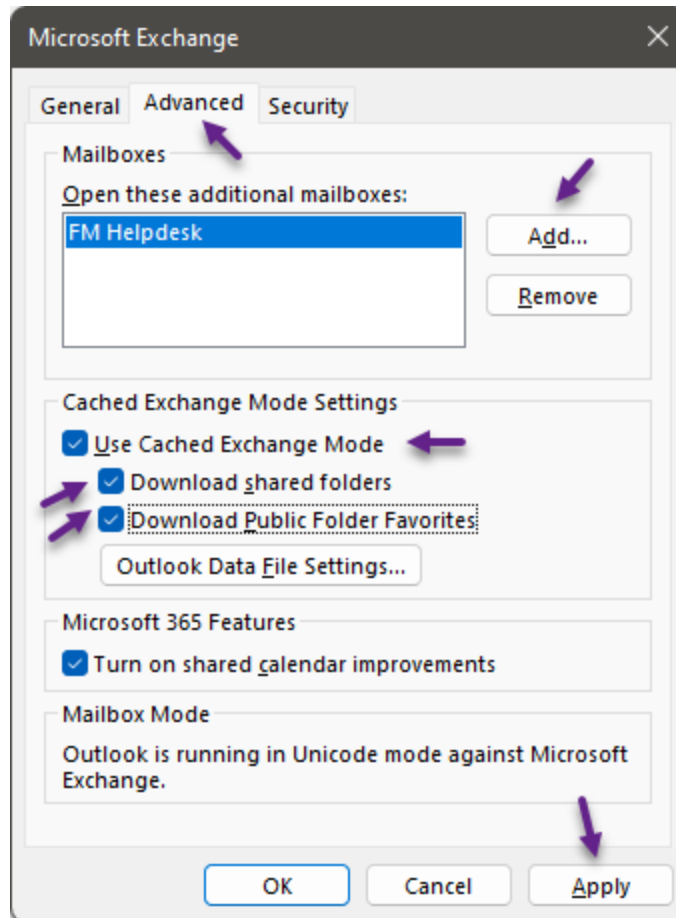 Microsoft Exchange
General Advanced Security
Mailboxes
Open these additional mailboxes:
FM Helpdesk
Add...
Remove
Cached Exchange Mode Settings
Use Cached Exchange Mode
Download shared folders
Download Public Folder Favorites
Outlook Data File Settings...
Microsoft 365 Features
Turn on shared calendar improvements
Mailbox Mode
Outlook is running in Unicode mode against Microsoft
Exchange.
OK Cancel Apply